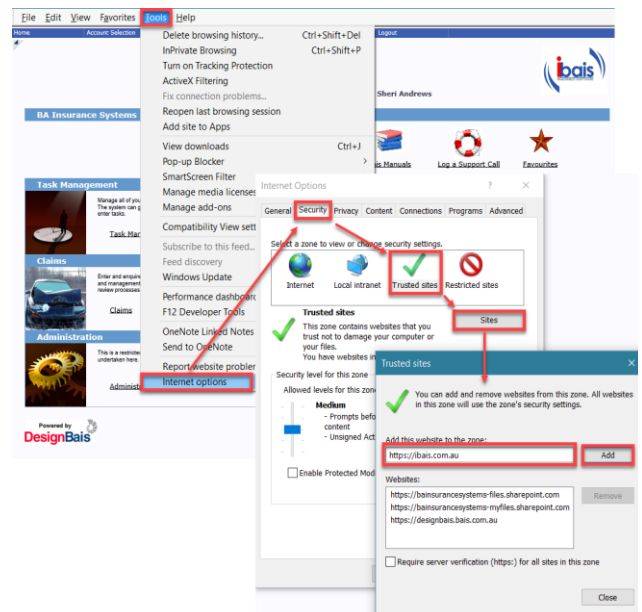 File Edit View Favorites Tools Help
Home Account Selection Logout
ibais
Sheri Andrews
BA Insurance Systems
is Manuals Log a Support Call Favourites
Task Management
Manage all of you
The system can g
enter tasks.
Task Mar
Claims
Enter and enquire
and management
review processes
Claims
Administration
This is a restricted
undertaken here.
Administ
Powered by
DesignBais
Delete browsing history... Ctrl+Shift+Del
InPrivate Browsing Ctrl+Shift+P
Turn on Tracking Protection
ActiveX Filtering
Fix connection problems...
Reopen last browsing session
Add site to Apps
View downloads Ctrl+J
Pop-up Blocker
SmartScreen Filter
Manage media licenses
Manage add-ons
Compatibility View sett
Subscribe to this feed...
Feed discovery
Windows Update
Performance dashboard
F12 Developer Tools
OneNote Linked Notes
Send to OneNote
Report website probler
Internet options
Internet Options ? ×
General Security Privacy Content Connections Programs Advanced
Select a zone to view or change security settings.
Internet Local intranet Trusted sites Restricted sites
Trusted sites
Sites
This zone contains websites that you
trust not to damage your computer or
your files.
You have websites in
Security level for this zone
Allowed levels for this zone
Medium
- Prompts befo
content
- Unsigned Act
Enable Protected Mod
Trusted sites ×
You can add and remove websites from this zone. All websites
in this zone will use the zone's security settings.
Add this website to the zone:
https://ibais.com.au Add
Websites:
https://bainsurancesystems-files.sharepoint.com Remove
https://bainsurancesystems-myfiles.sharepoint.com
https://designbais.bais.com.au
Require server verification (https:) for all sites in this zone
Close